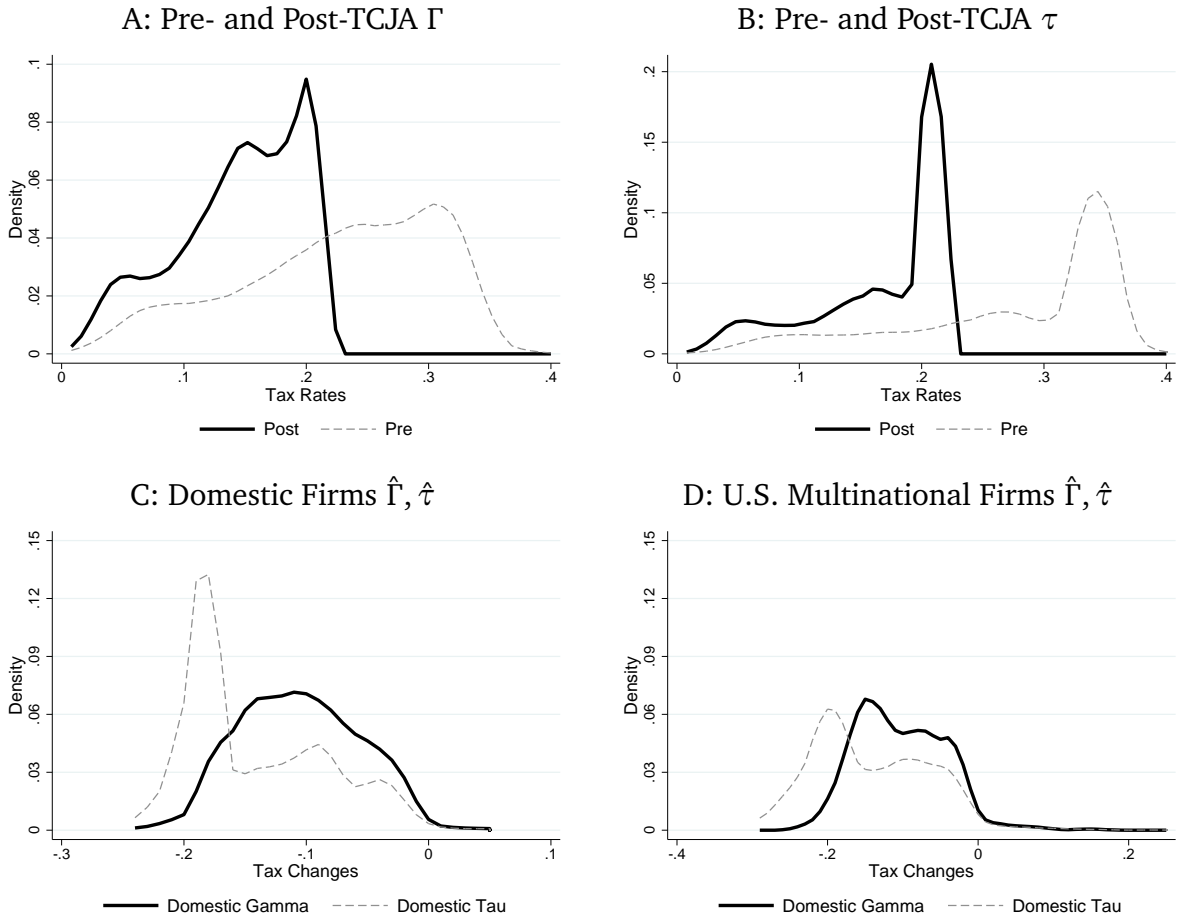 A: Pre- and Post-TCJA Γ
.1
.08
.06
.04
.02
0
Density
0 .1 .2 .3 .4
Tax Rates
Post Pre
B: Pre- and Post-TCJA τ
.2
.15
.1
.05
0
Density
0 .1 .2 .3 .4
Tax Rates
Post Pre
C: Domestic Firms Γ̂, τ̂
.15
.12
.09
.06
.03
0
Density
-.3 -.2 -.1 0 .1
Tax Changes
Domestic Gamma Domestic Tau
D: U.S. Multinational Firms Γ̂, τ̂
.15
.12
.09
.06
.03
0
Density
-.4 -.2 0 .2
Tax Changes
Domestic Gamma Domestic Tau